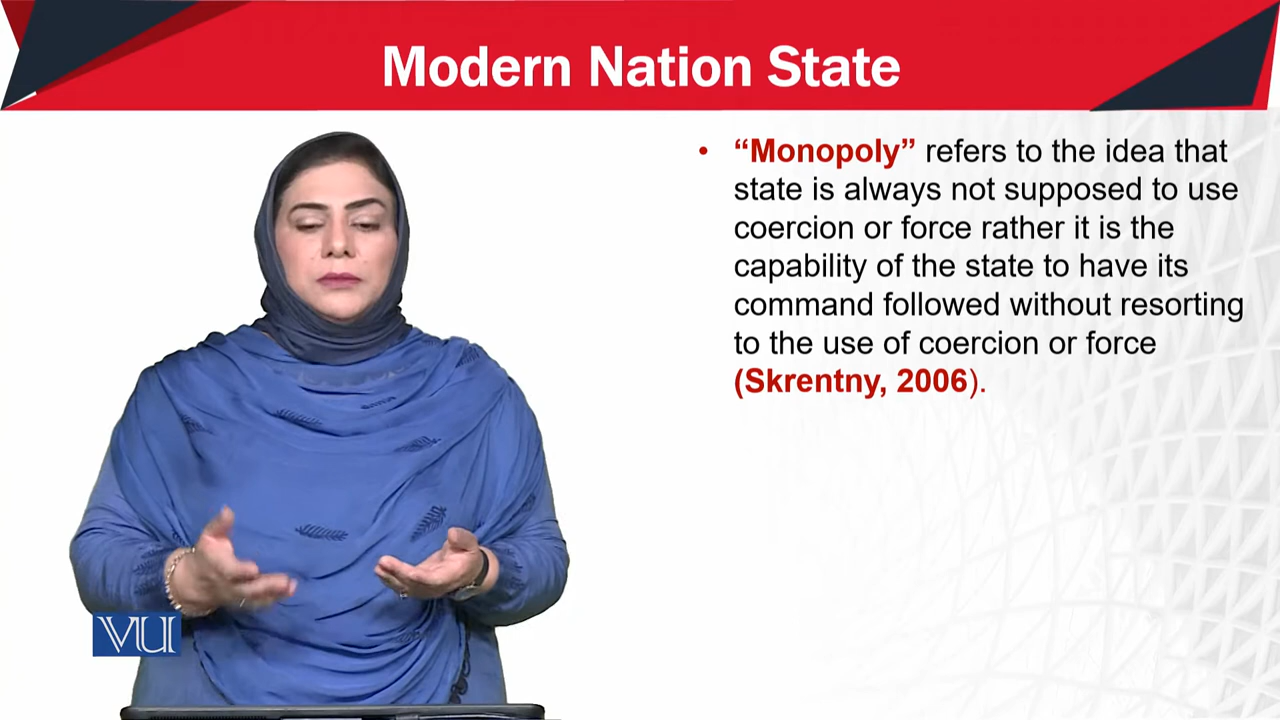 Modern Nation State
• “Monopoly” refers to the idea that
state is always not supposed to use
coercion or force rather it is the
capability of the state to have its
command followed without resorting
to the use of coercion or force
(Skrentny, 2006).
VU